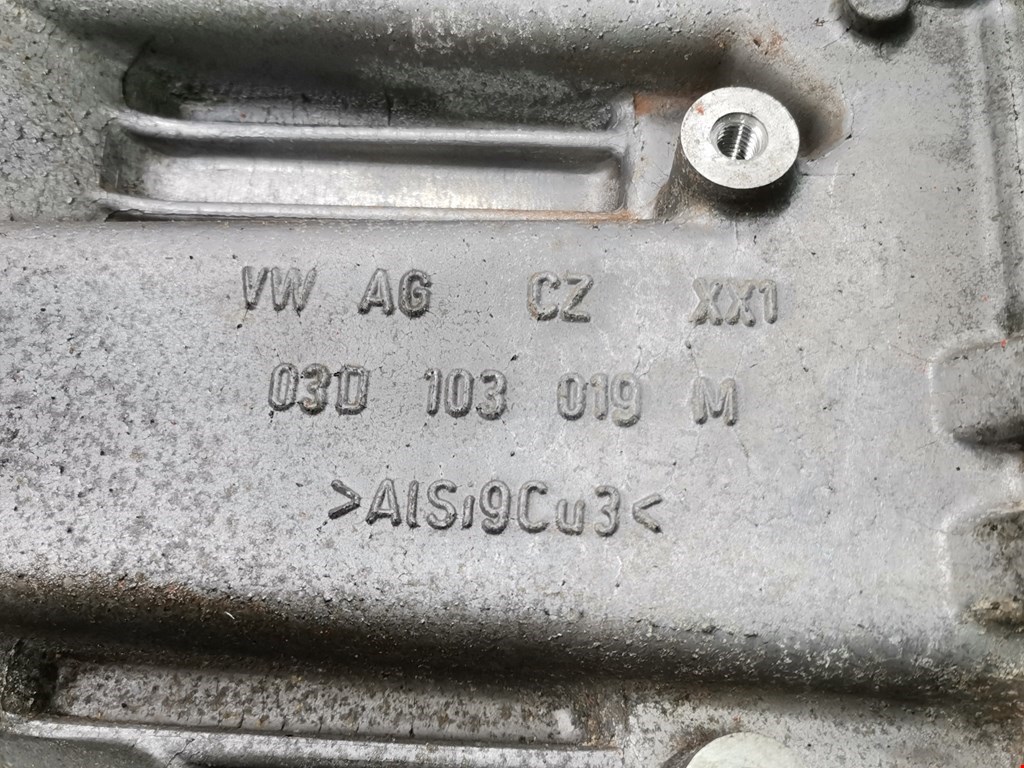 VW AG CZ XX1
03D 103 019 M
>AlSi9Cu3<